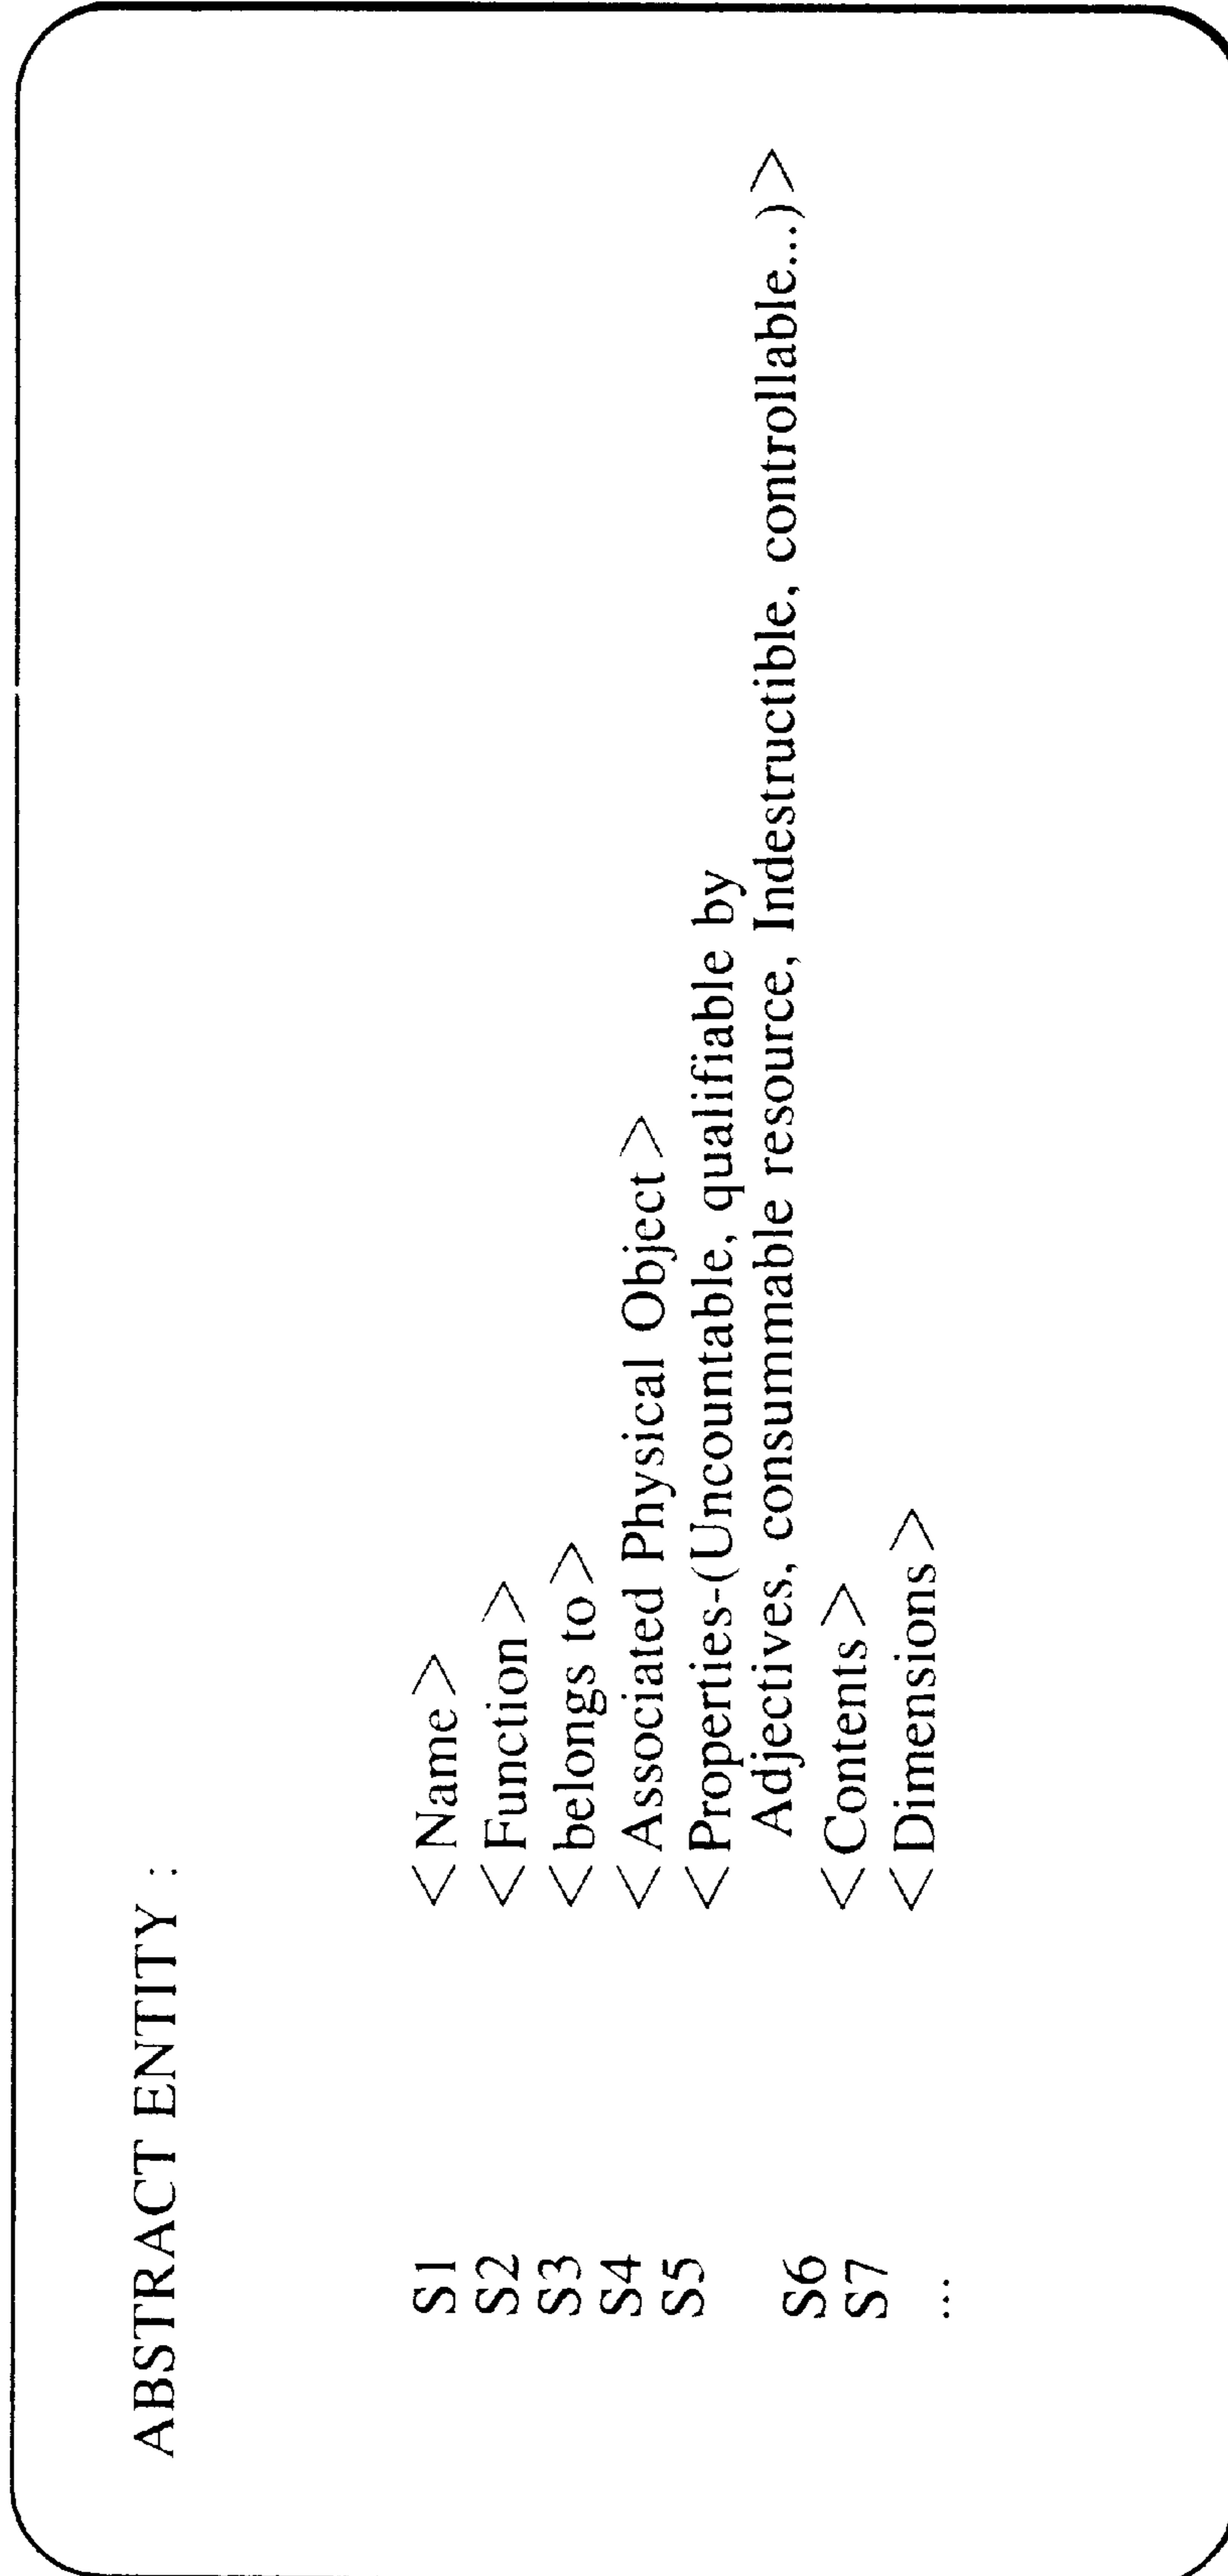 ABSTRACT ENTITY :
S1 <Name>
S2 <Function>
S3 <belongs to>
S4 <Associated Physical Object>
S5 <Properties-(Uncountable, qualifiable by
Adjectives, consummable resource, Indestructible, controllable...)>
S6 <Contents>
S7 <Dimensions>
...